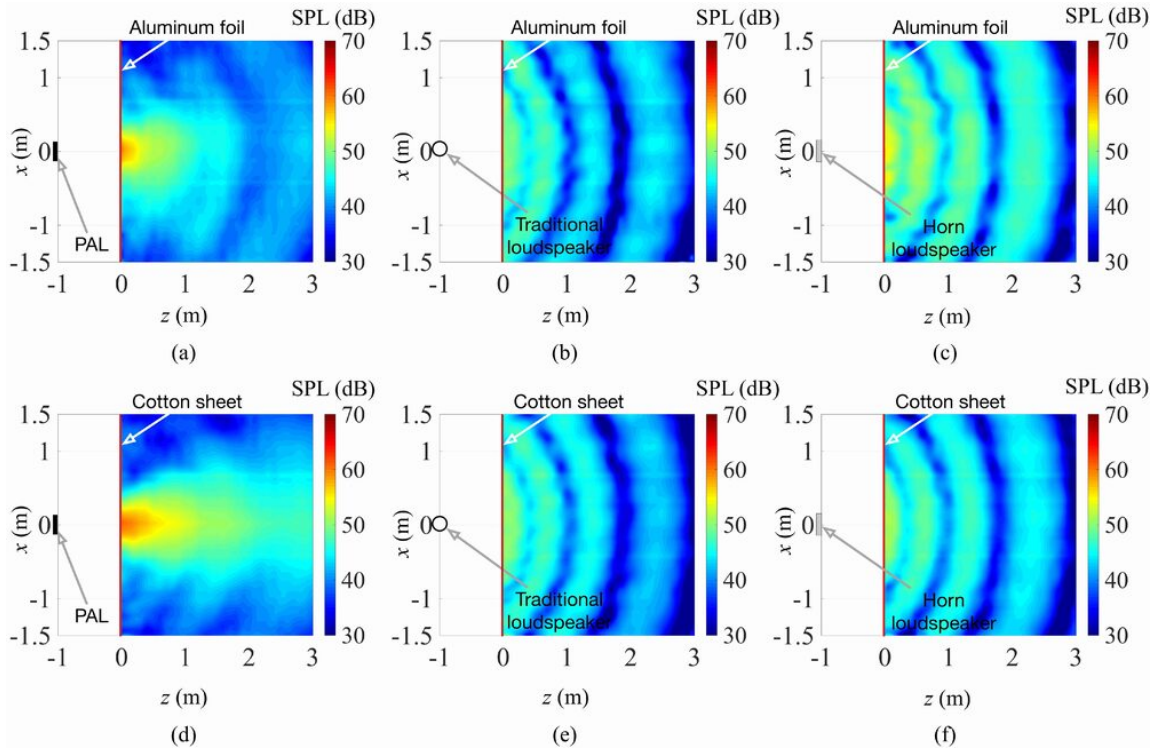 SPL (dB)
Aluminum foil
1.5
1
0
-1
-1.5
x (m)
PAL
70
60
50
40
30
-1 0 1 2 3
z (m)
(a)
SPL (dB)
Aluminum foil
1.5
1
0
-1
-1.5
x (m)
Traditional
loudspeaker
70
60
50
40
30
-1 0 1 2 3
z (m)
(b)
SPL (dB)
Aluminum foil
1.5
1
0
-1
-1.5
x (m)
Horn
loudspeaker
70
60
50
40
30
-1 0 1 2 3
z (m)
(c)
SPL (dB)
Cotton sheet
1.5
1
0
-1
-1.5
x (m)
PAL
70
60
50
40
30
-1 0 1 2 3
z (m)
(d)
SPL (dB)
Cotton sheet
1.5
1
0
-1
-1.5
x (m)
Traditional
loudspeaker
70
60
50
40
30
-1 0 1 2 3
z (m)
(e)
SPL (dB)
Cotton sheet
1.5
1
0
-1
-1.5
x (m)
Horn
loudspeaker
70
60
50
40
30
-1 0 1 2 3
z (m)
(f)